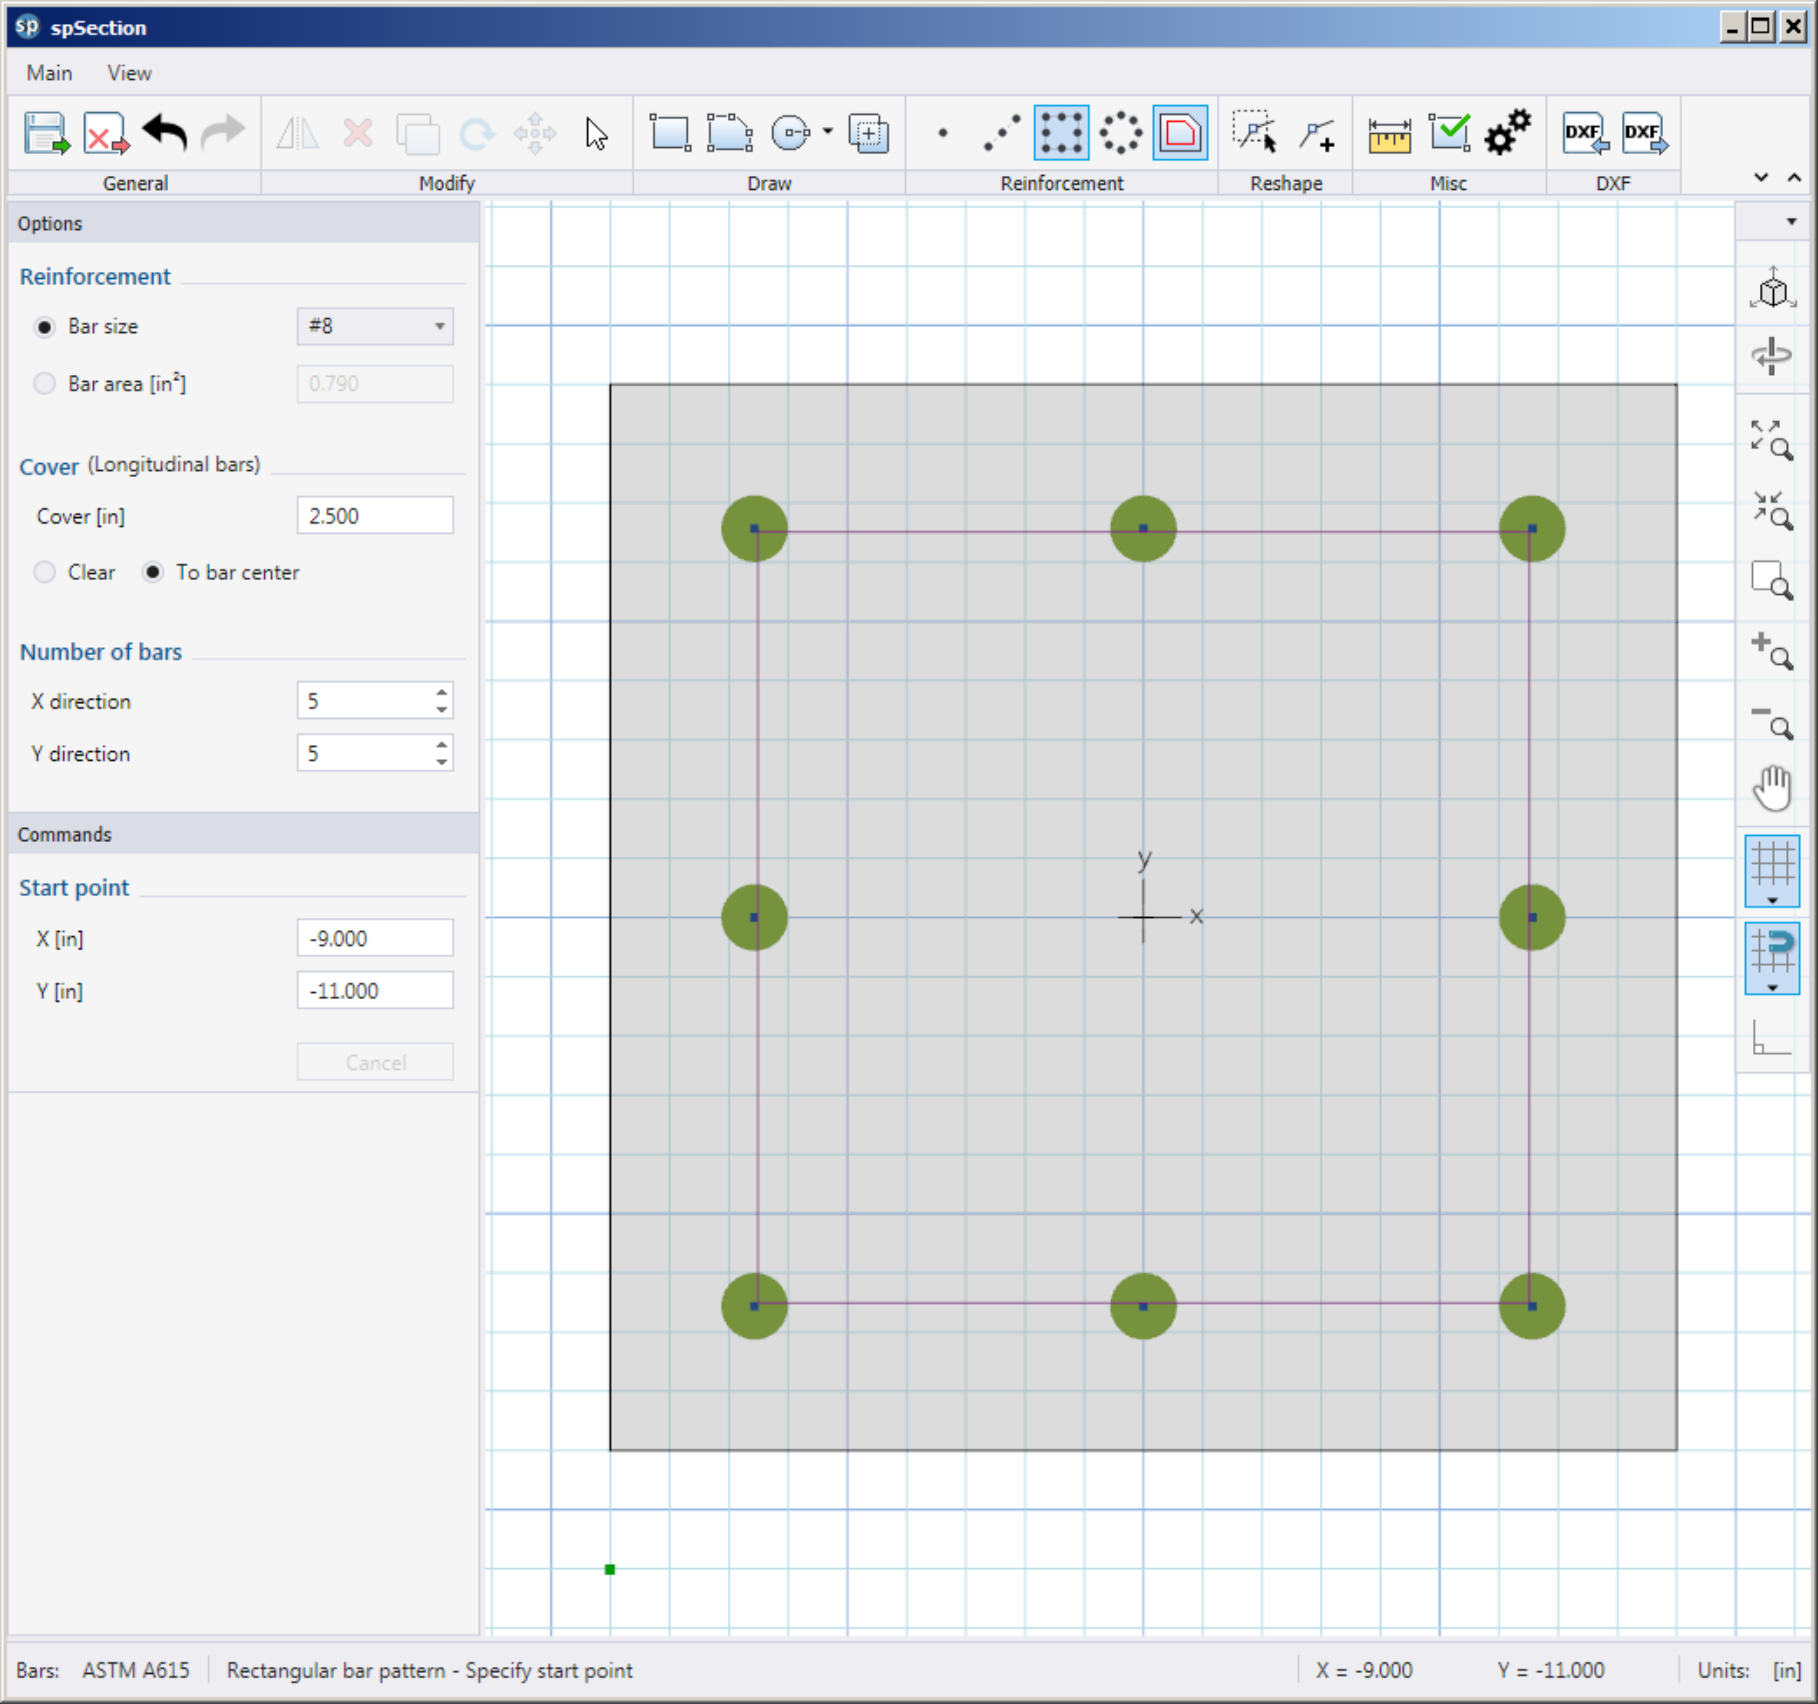 sp spSection
Main View
General Modify Draw Reinforcement Reshape Misc DXF
DXF DXF
Options
Reinforcement
Bar size #8
Bar area [in²] 0.790
Cover (Longitudinal bars)
Cover [in] 2.500
Clear To bar center
Number of bars
X direction 5
Y direction 5
Commands
Start point
X [in] -9.000
Y [in] -11.000
Cancel
y
x
Bars: ASTM A615 Rectangular bar pattern - Specify start point X = -9.000 Y = -11.000 Units: [in]